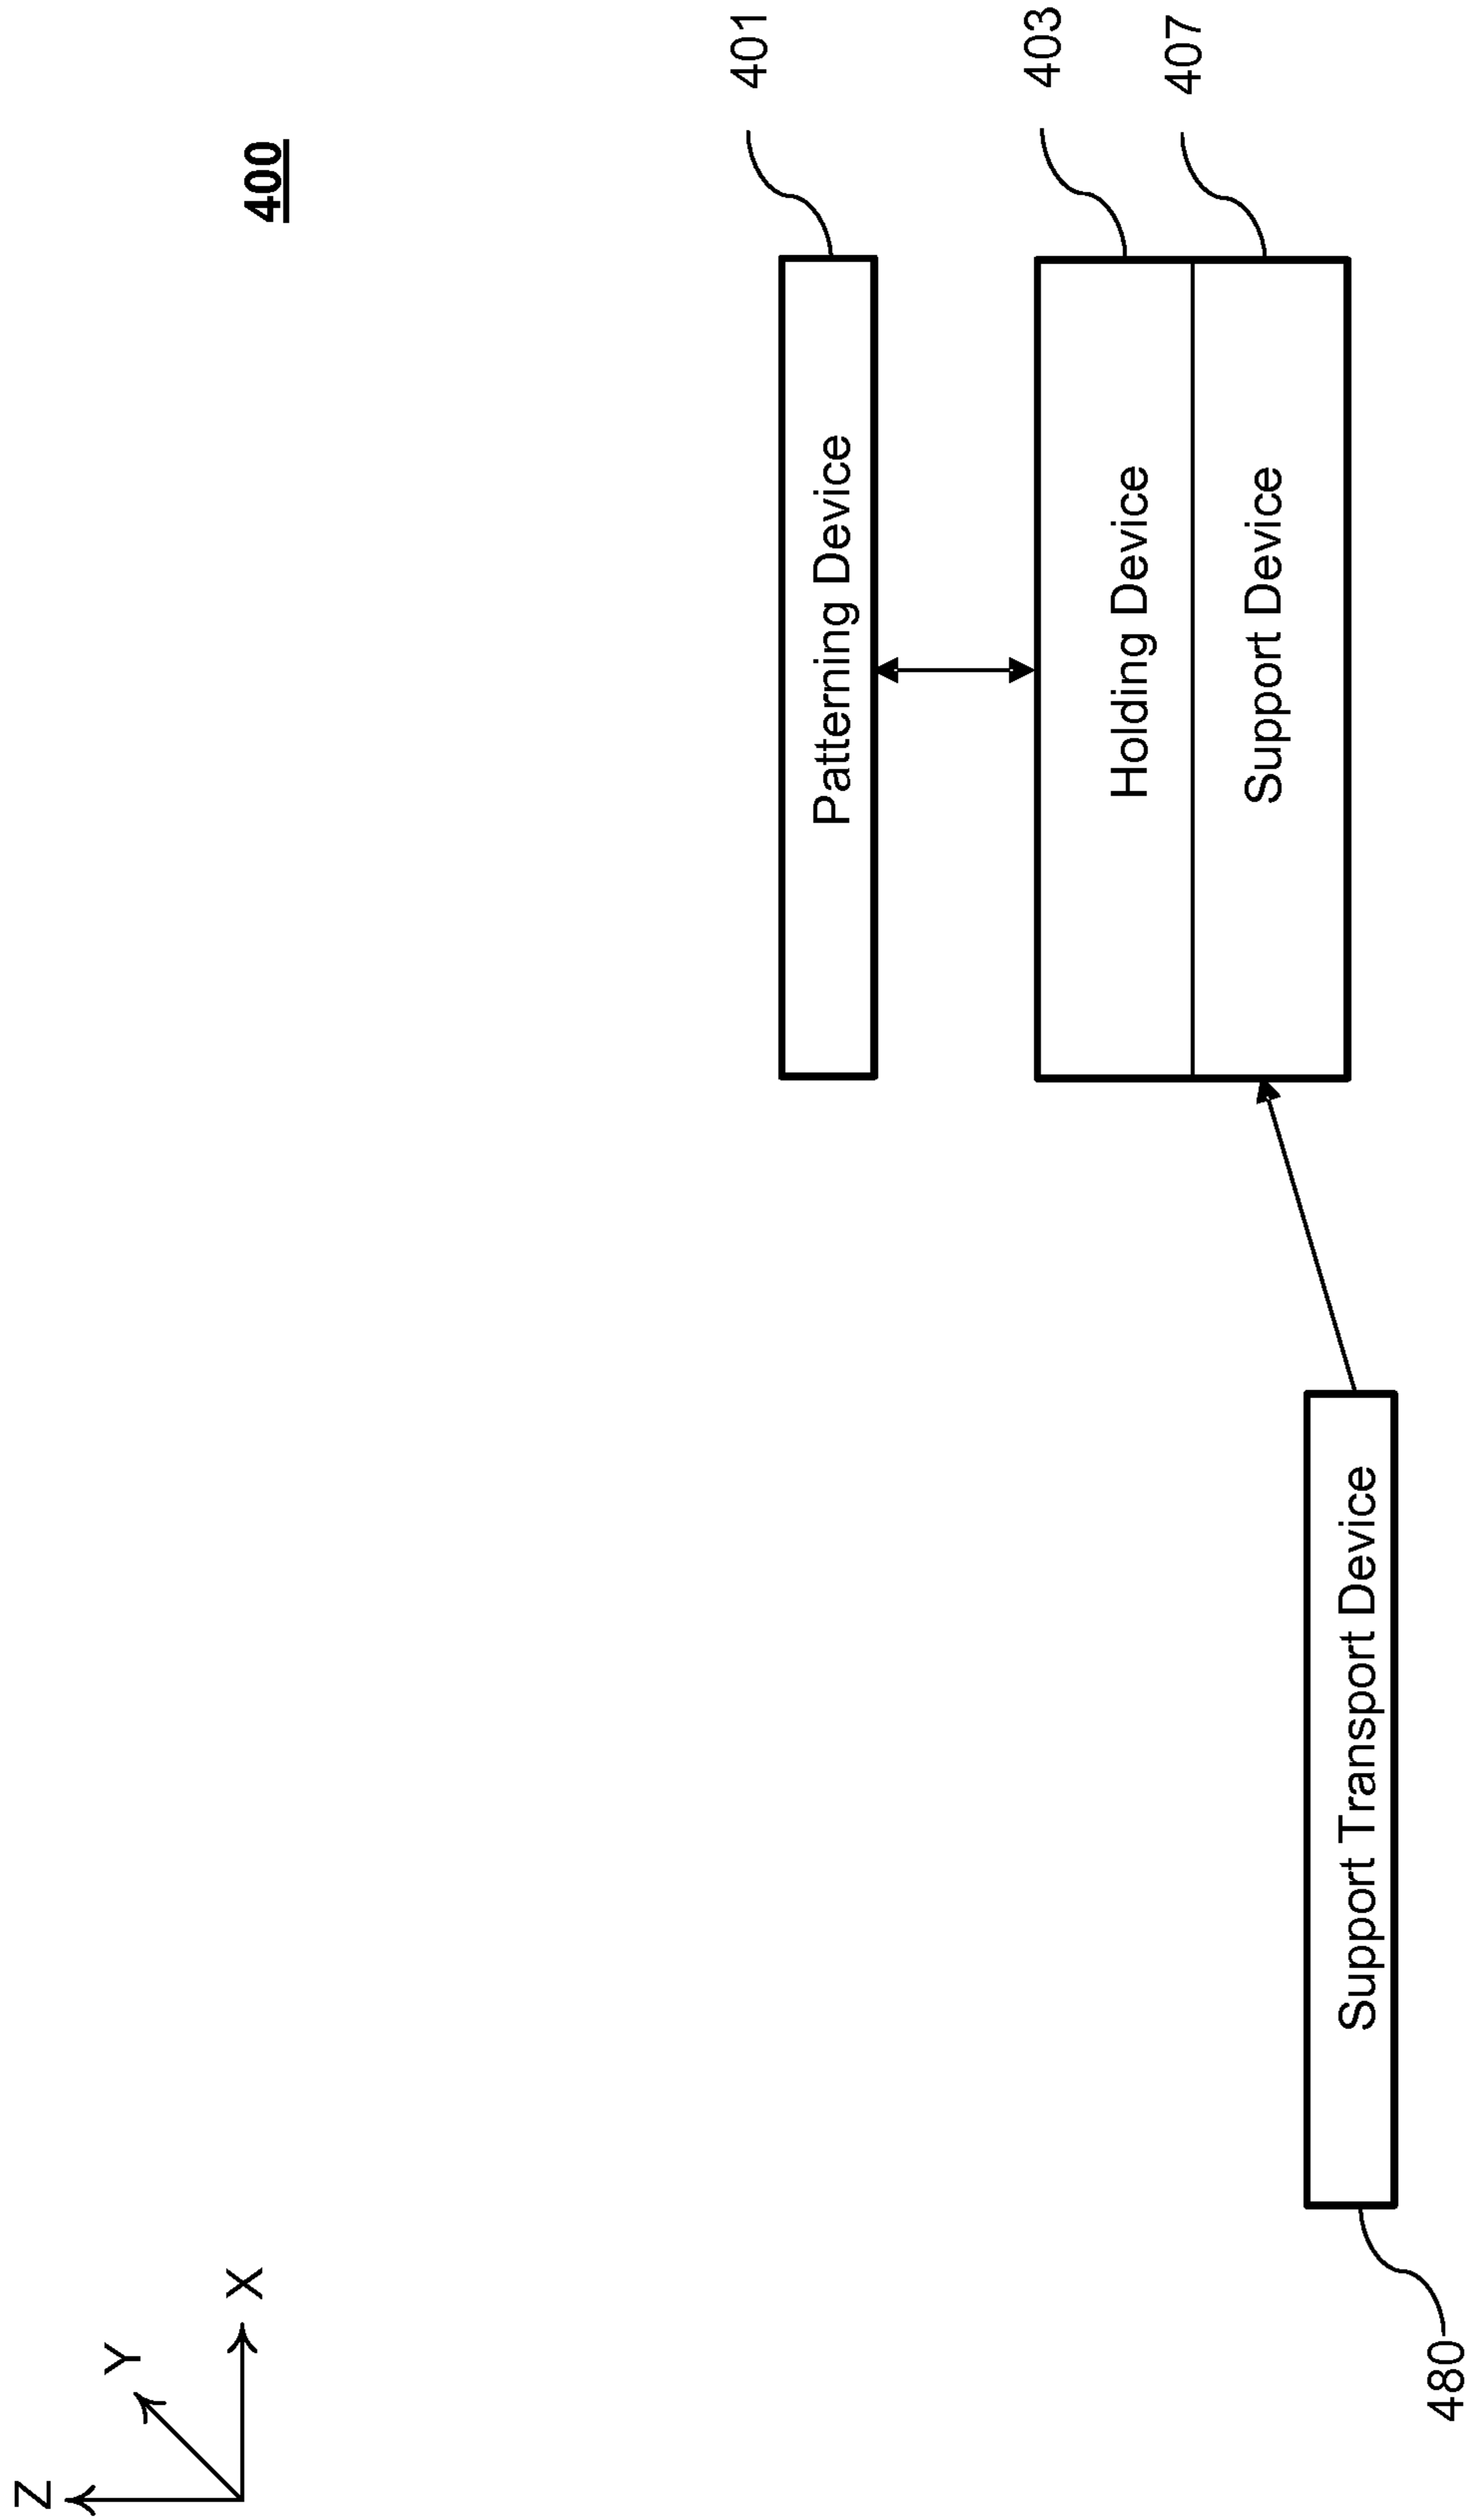 400
Z
Y
X
Patterning Device
401
Holding Device
403
Support Device
407
Support Transport Device
480